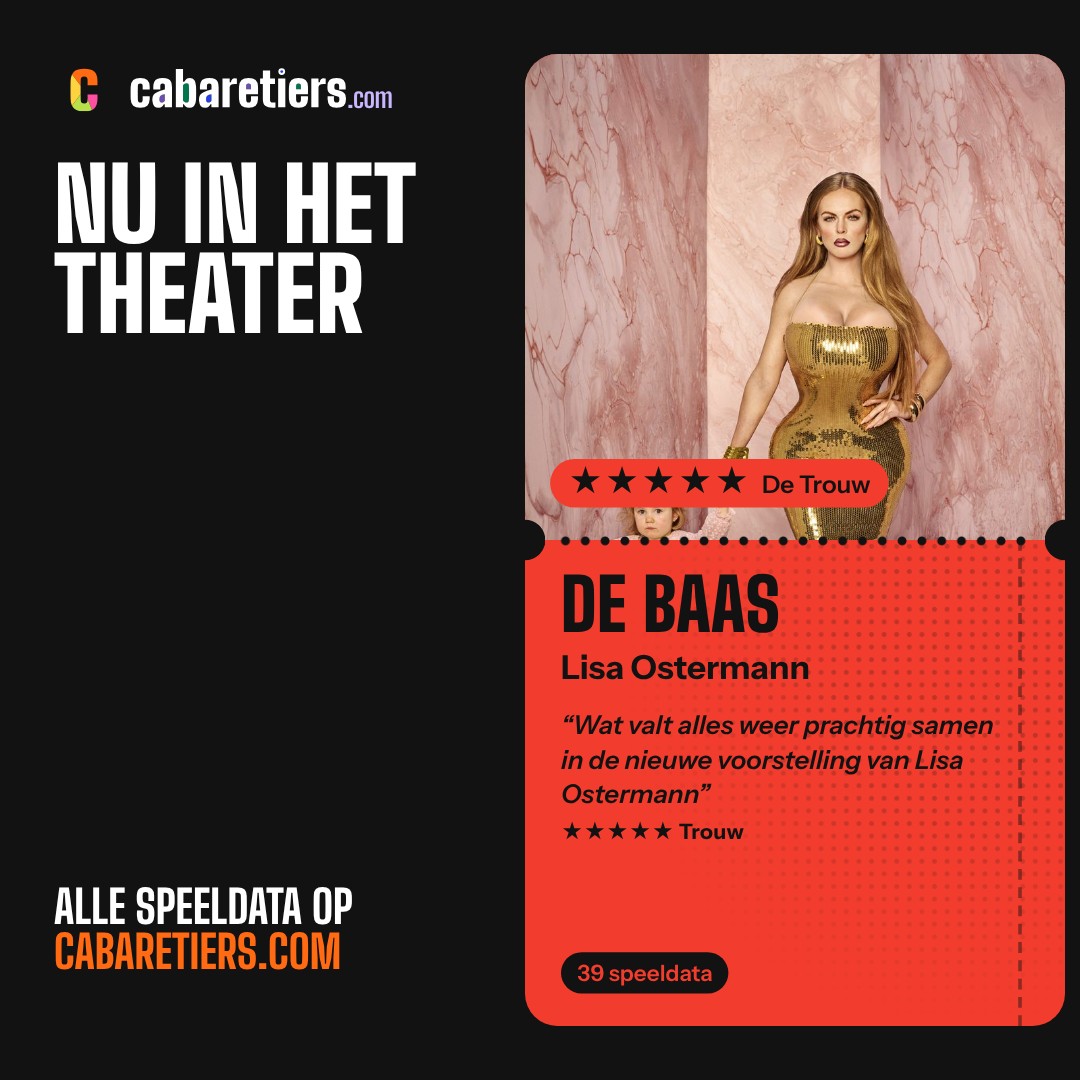 cabaretiers.com
NU IN HET
THEATER
★★★★★ De Trouw
DE BAAS
Lisa Ostermann
“Wat valt alles weer prachtig samen
in de nieuwe voorstelling van Lisa
Ostermann”
★★★★★ Trouw
39 speeldata
ALLE SPEELDATA OP
CABARETIERS.COM